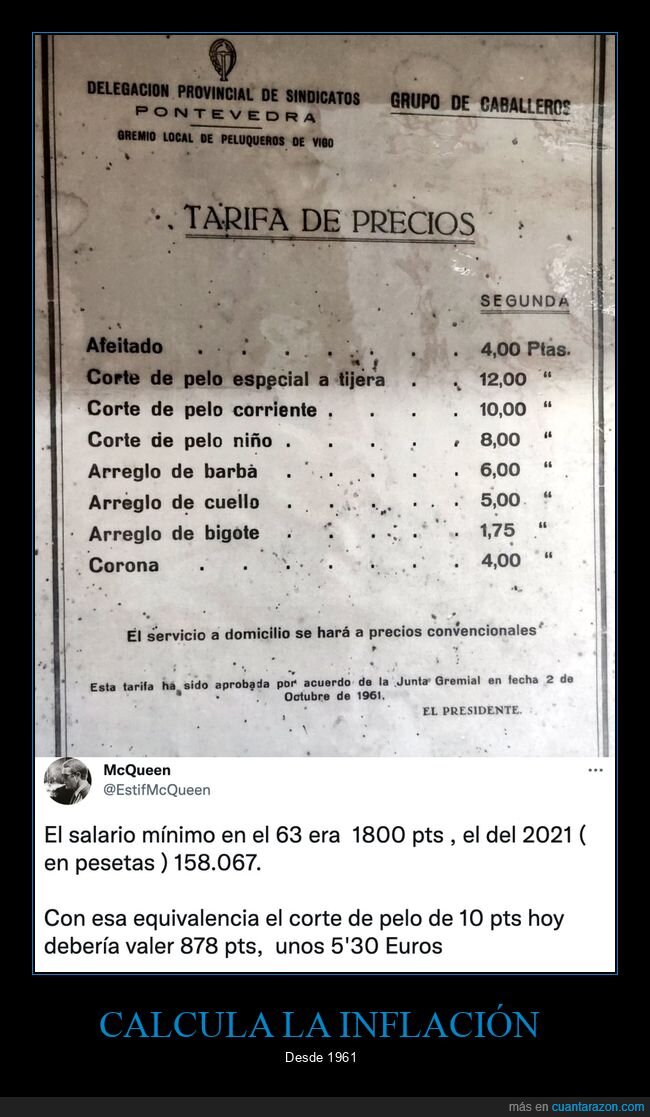 DELEGACION PROVINCIAL DE SINDICATOS
PONTEVEDRA
GREMIO LOCAL DE PELUQUEROS DE VIGO
GRUPO DE CABALLEROS
TARIFA DE PRECIOS
SEGUNDA
Afeitado . . . . . . . 4,00 Ptas.
Corte de pelo especial a tijera . . 12,00 “
Corte de pelo corriente . . . . 10,00 “
Corte de pelo niño . . . . . 8,00 “
Arreglo de barba . . . . . 6,00 “
Arreglo de cuello . . . . . 5,00 “
Arreglo de bigote . . . . . 1,75 “
Corona . . . . . . . 4,00 “
El servicio a domicilio se hará a precios convencionales
Esta tarifa ha sido aprobada por acuerdo de la Junta Gremial en fecha 2 de
Octubre de 1961.
EL PRESIDENTE.
McQueen
@EstifMcQueen
El salario mínimo en el 63 era 1800 pts , el del 2021 (
en pesetas ) 158.067.
Con esa equivalencia el corte de pelo de 10 pts hoy
debería valer 878 pts, unos 5'30 Euros
CALCULA LA INFLACIÓN
Desde 1961
más en cuantarazon.com